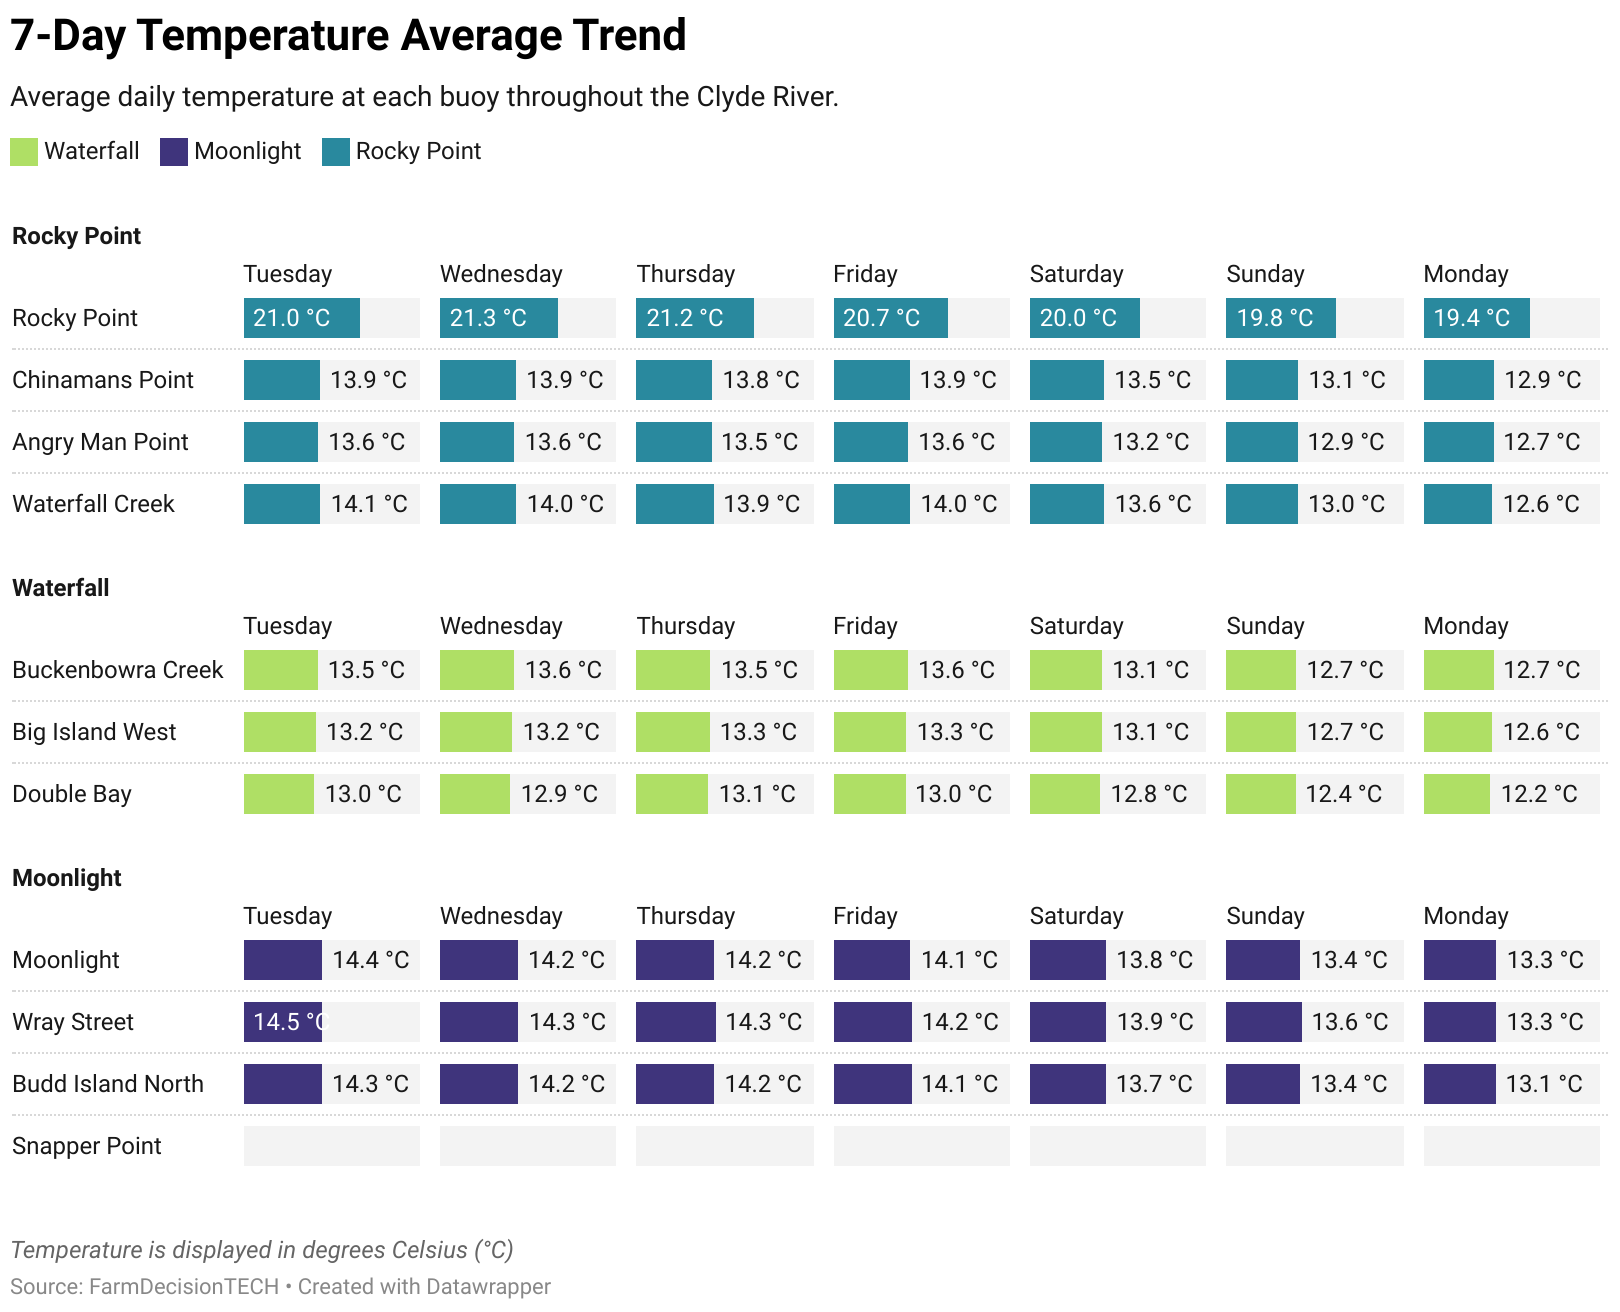 7-Day Temperature Average Trend
Average daily temperature at each buoy throughout the Clyde River.
Waterfall Moonlight Rocky Point
Rocky Point
Tuesday Wednesday Thursday Friday Saturday Sunday Monday
Rocky Point 21.0 °C 21.3 °C 21.2 °C 20.7 °C 20.0 °C 19.8 °C 19.4 °C
Chinamans Point 13.9 °C 13.9 °C 13.8 °C 13.9 °C 13.5 °C 13.1 °C 12.9 °C
Angry Man Point 13.6 °C 13.6 °C 13.5 °C 13.6 °C 13.2 °C 12.9 °C 12.7 °C
Waterfall Creek 14.1 °C 14.0 °C 13.9 °C 14.0 °C 13.6 °C 13.0 °C 12.6 °C
Waterfall
Tuesday Wednesday Thursday Friday Saturday Sunday Monday
Buckenbowra Creek 13.5 °C 13.6 °C 13.5 °C 13.6 °C 13.1 °C 12.7 °C 12.7 °C
Big Island West 13.2 °C 13.2 °C 13.3 °C 13.3 °C 13.1 °C 12.7 °C 12.6 °C
Double Bay 13.0 °C 12.9 °C 13.1 °C 13.0 °C 12.8 °C 12.4 °C 12.2 °C
Moonlight
Tuesday Wednesday Thursday Friday Saturday Sunday Monday
Moonlight 14.4 °C 14.2 °C 14.2 °C 14.1 °C 13.8 °C 13.4 °C 13.3 °C
Wray Street 14.5 °C 14.3 °C 14.3 °C 14.2 °C 13.9 °C 13.6 °C 13.3 °C
Budd Island North 14.3 °C 14.2 °C 14.2 °C 14.1 °C 13.7 °C 13.4 °C 13.1 °C
Snapper Point
Temperature is displayed in degrees Celsius (°C)
Source: FarmDecisionTECH • Created with Datawrapper